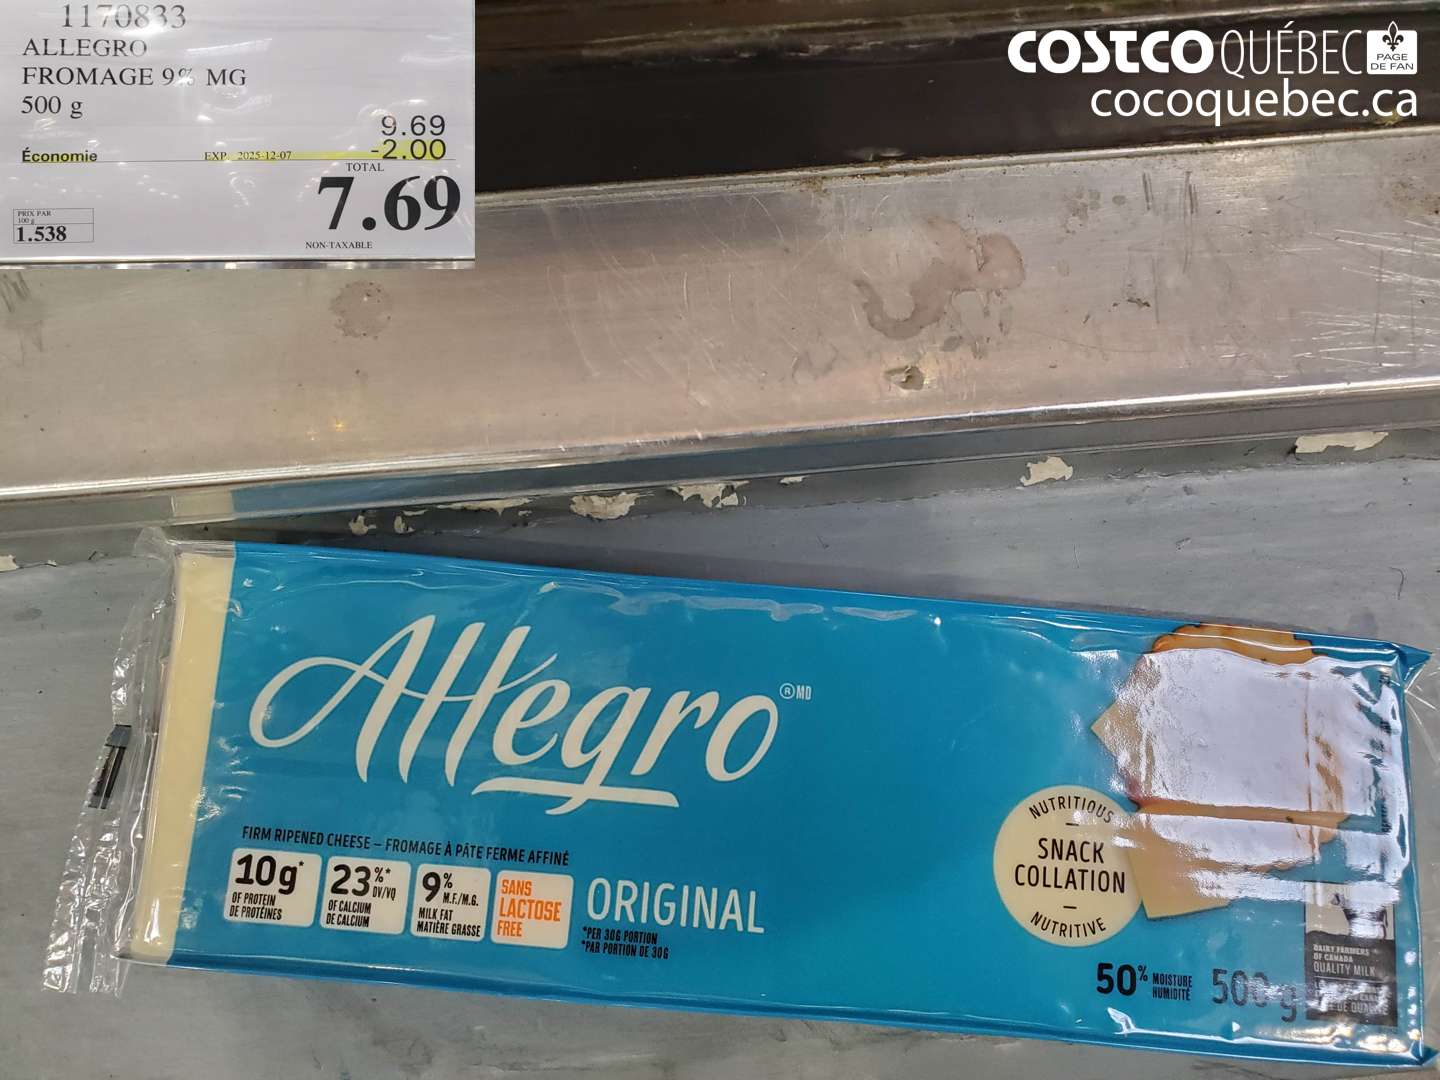 1170833
ALLEGRO
FROMAGE 9% MG
500 g
9.69
Économie EXP 2025-12-07 -2.00
TOTAL
7.69
PRIX PAR
100 g
1.538
NON-TAXABLE
COSTCO QUÉBEC
PAGE
DE FAN
cocoquebec.ca
Allegro ®MD
FIRM RIPENED CHEESE – FROMAGE À PÂTE FERME AFFINÉ
10g*
OF PROTEIN
DE PROTÉINES
23%*
DV/VQ
OF CALCIUM
DE CALCIUM
9%
M.F./M.G.
MILK FAT
MATIÈRE GRASSE
SANS
LACTOSE
FREE
ORIGINAL
*PER 30G PORTION
*PAR PORTION DE 30G
NUTRITIOUS
SNACK
COLLATION
NUTRITIVE
50% MOISTURE
HUMIDITÉ
500 g
DAIRY FARMERS
OF CANADA
QUALITY MILK